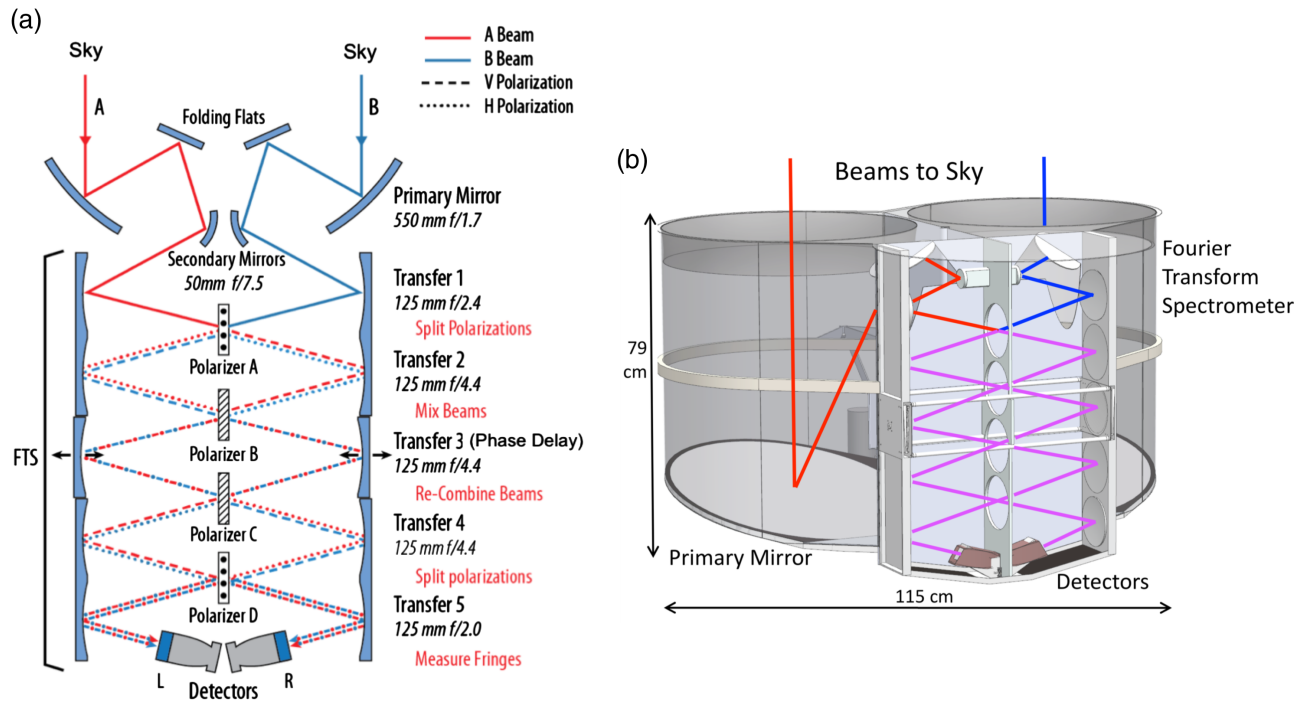 (a)
Sky
Sky
A Beam
B Beam
V Polarization
H Polarization
A
B
Folding Flats
Primary Mirror
550 mm f/1.7
Secondary Mirrors
50mm f/7.5
Transfer 1
125 mm f/2.4
Split Polarizations
Polarizer A
Transfer 2
125 mm f/4.4
Mix Beams
Polarizer B
FTS
Transfer 3 (Phase Delay)
125 mm f/4.4
Re-Combine Beams
Polarizer C
Transfer 4
125 mm f/4.4
Split polarizations
Polarizer D
Transfer 5
125 mm f/2.0
Measure Fringes
L
R
Detectors
(b)
Beams to Sky
Fourier
Transform
Spectrometer
79
cm
Primary Mirror
Detectors
115 cm